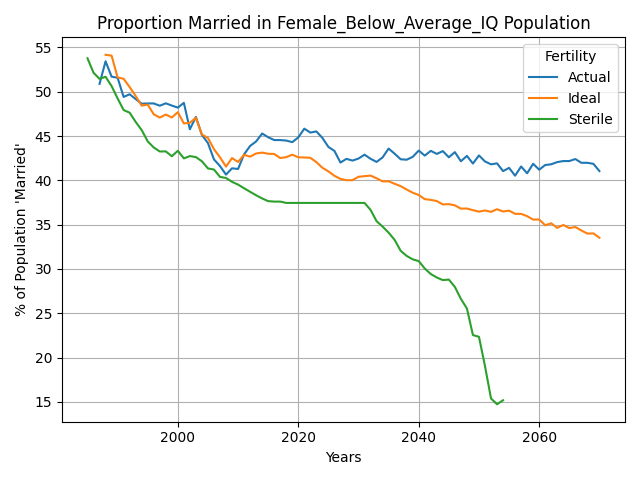 Proportion Married in Female_Below_Average_IQ Population
Fertility
Actual
Ideal
Sterile
% of Population 'Married'
55
50
45
40
35
30
25
20
15
2000
2020
2040
2060
Years